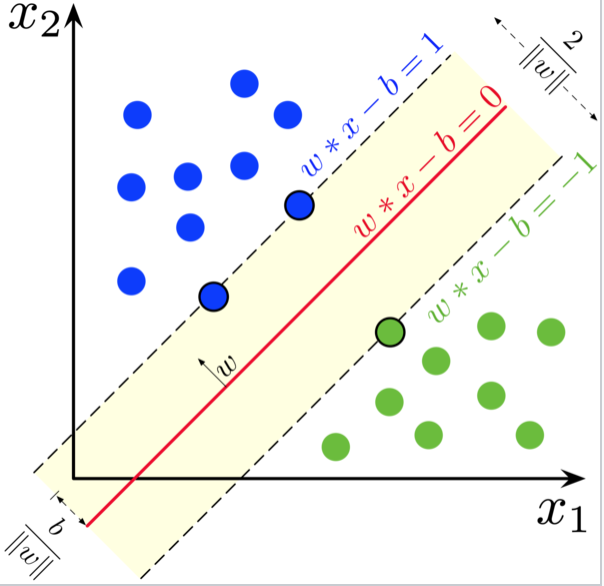 x₂
2
‖w‖
w * x − b = 1
w * x − b = 0
w * x − b = −1
w
x₁
b
‖w‖